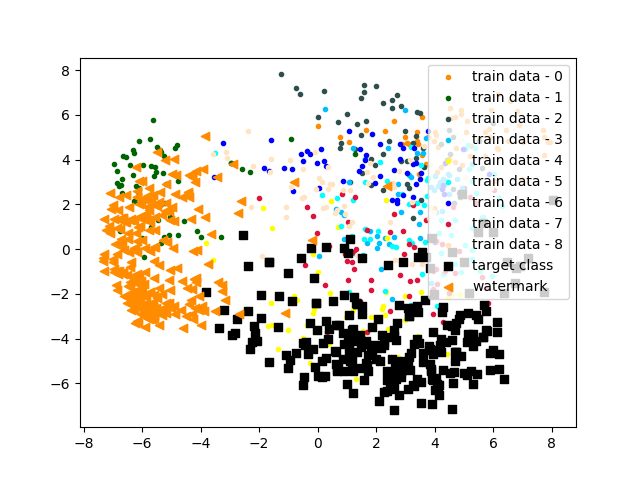 8
6
4
2
0
−2
−4
−6
−8 −6 −4 −2 0 2 4 6 8
train data - 0
train data - 1
train data - 2
train data - 3
train data - 4
train data - 5
train data - 6
train data - 7
train data - 8
target class
watermark